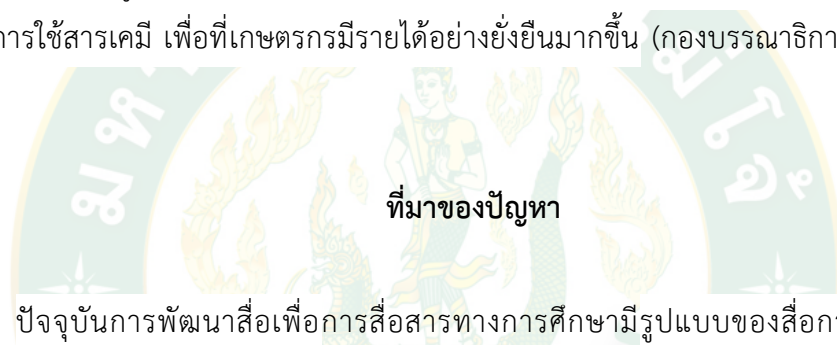 การใช้สารเคมี เพื่อที่เกษตรกรมีรายได้อย่างยั่งยืนมากขึ้น (กองบรรณาธิกา
ที่มาของปัญหา
ปัจจุบันการพัฒนาสื่อเพื่อการสื่อสารทางการศึกษามีรูปแบบของสื่อกา